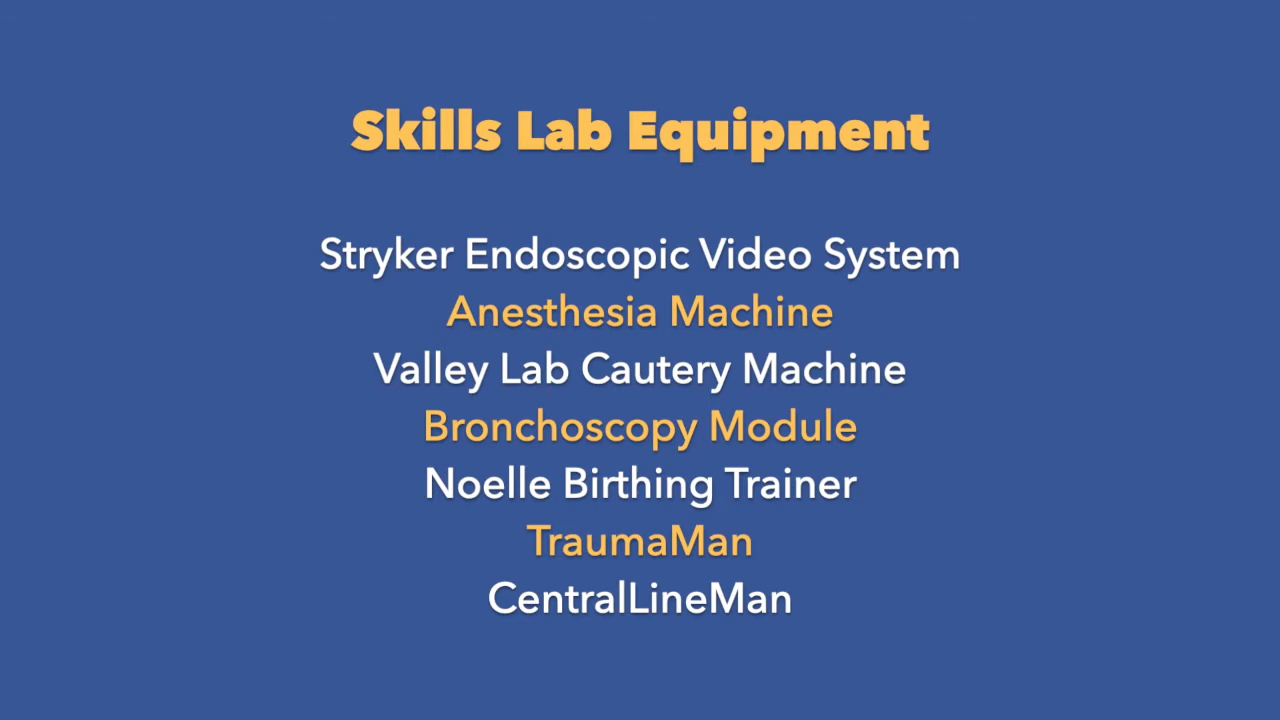 Skills Lab Equipment
Stryker Endoscopic Video System
Anesthesia Machine
Valley Lab Cautery Machine
Bronchoscopy Module
Noelle Birthing Trainer
TraumaMan
CentralLineMan